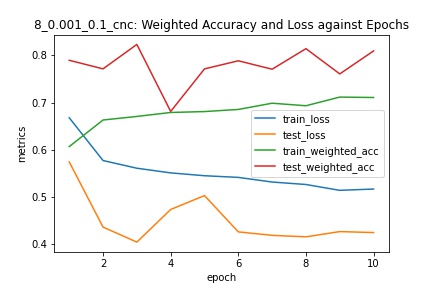 8_0.001_0.1_cnc: Weighted Accuracy and Loss against Epochs
0.8
0.7
0.6
0.5
0.4
metrics
train_loss
test_loss
train_weighted_acc
test_weighted_acc
2 4 6 8 10
epoch